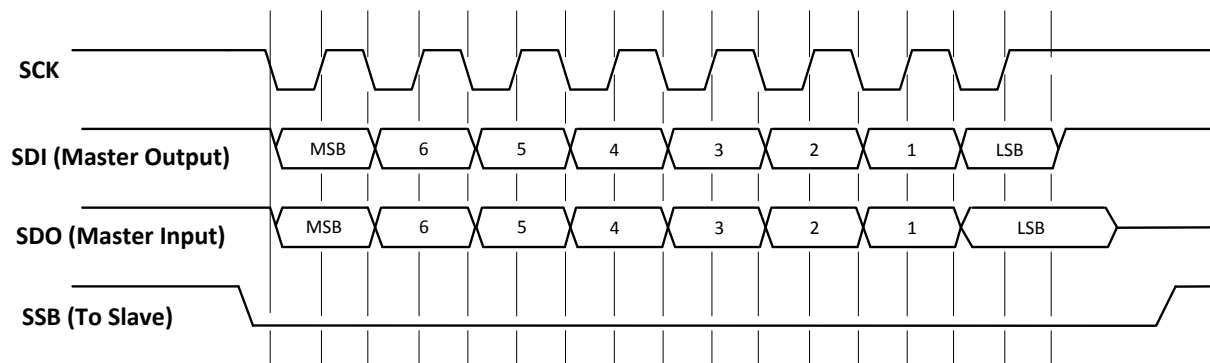 SCK
SDI (Master Output) MSB 6 5 4 3 2 1 LSB
SDO (Master Input) MSB 6 5 4 3 2 1 LSB
SSB (To Slave)